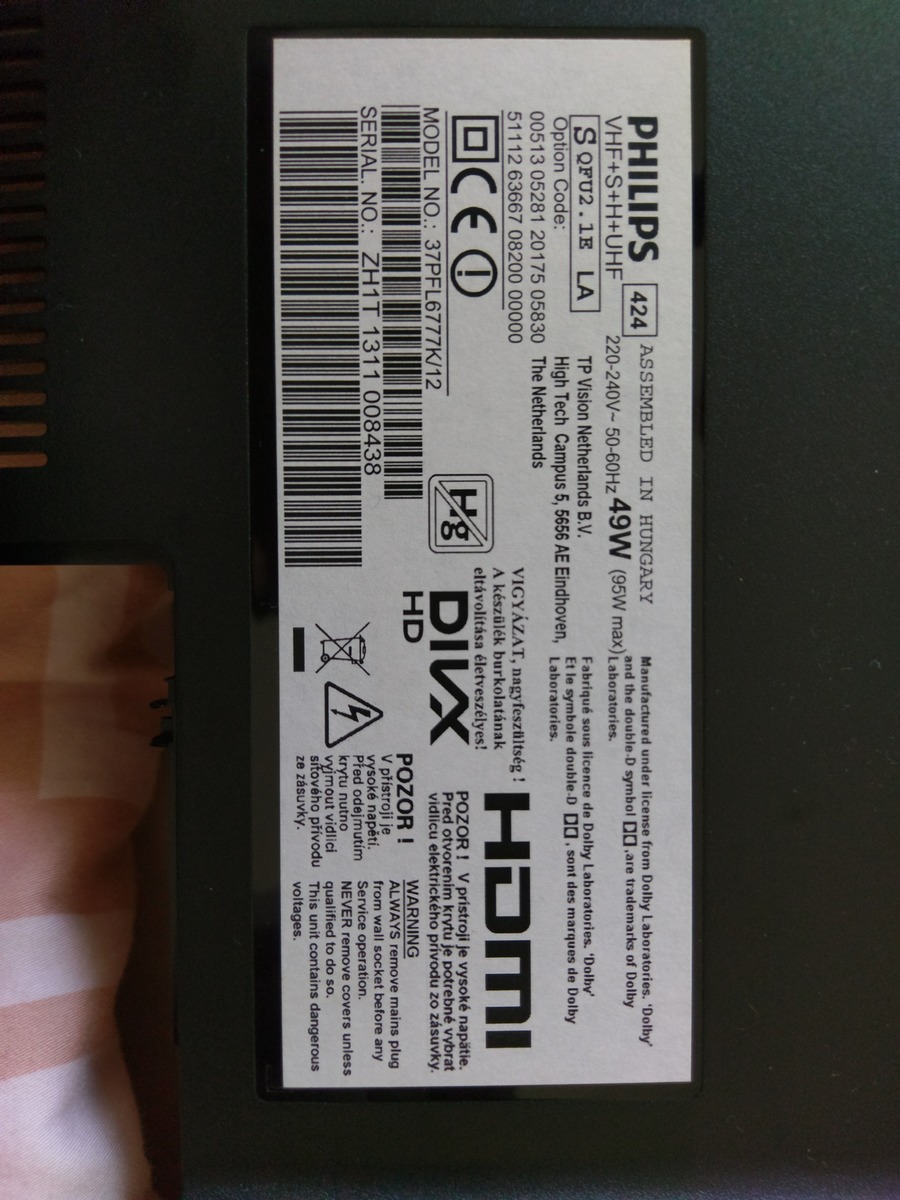 PHILIPS 424 ASSEMBLED IN HUNGARY
VHF+S+H+UHF 220-240V~ 50-60Hz 49W (95W max)
S QFU2.1E LA
Option Code:
00513 05281 20175 05830
51112 63667 08200 00000
TP Vision Netherlands B.V.
High Tech Campus 5, 5656 AE Eindhoven,
The Netherlands
Manufactured under license from Dolby Laboratories. 'Dolby'
and the double-D symbol ,are trademarks of Dolby
Laboratories.
Fabriqué sous licence de Dolby Laboratories. 'Dolby'
Et le symbole double-D , sont des marques de Dolby
Laboratories.
CE
MODEL NO.: 37PFL6777K/12
SERIAL. NO.: ZH1T 1311 008438
Hg
VIGYÁZAT, nagyfeszültség !
A készülék burkolatának
eltávolítása életveszélyes!
DIVX
HD
HDMI
POZOR ! V prístroji je vysoké napätie.
Pred otvorením krytu je potrebné vybrat
vidlicu elektrického prívodu zo zásuvky.
POZOR !
V přístroji je
vysoké napětí.
Před odejmutím
krytu nutno
vyjmout vidlici
síťového přívodu
ze zásuvky.
WARNING
ALWAYS remove mains plug
from wall socket before any
Service operation.
NEVER remove covers unless
qualified to do so.
This unit contains dangerous
voltages.